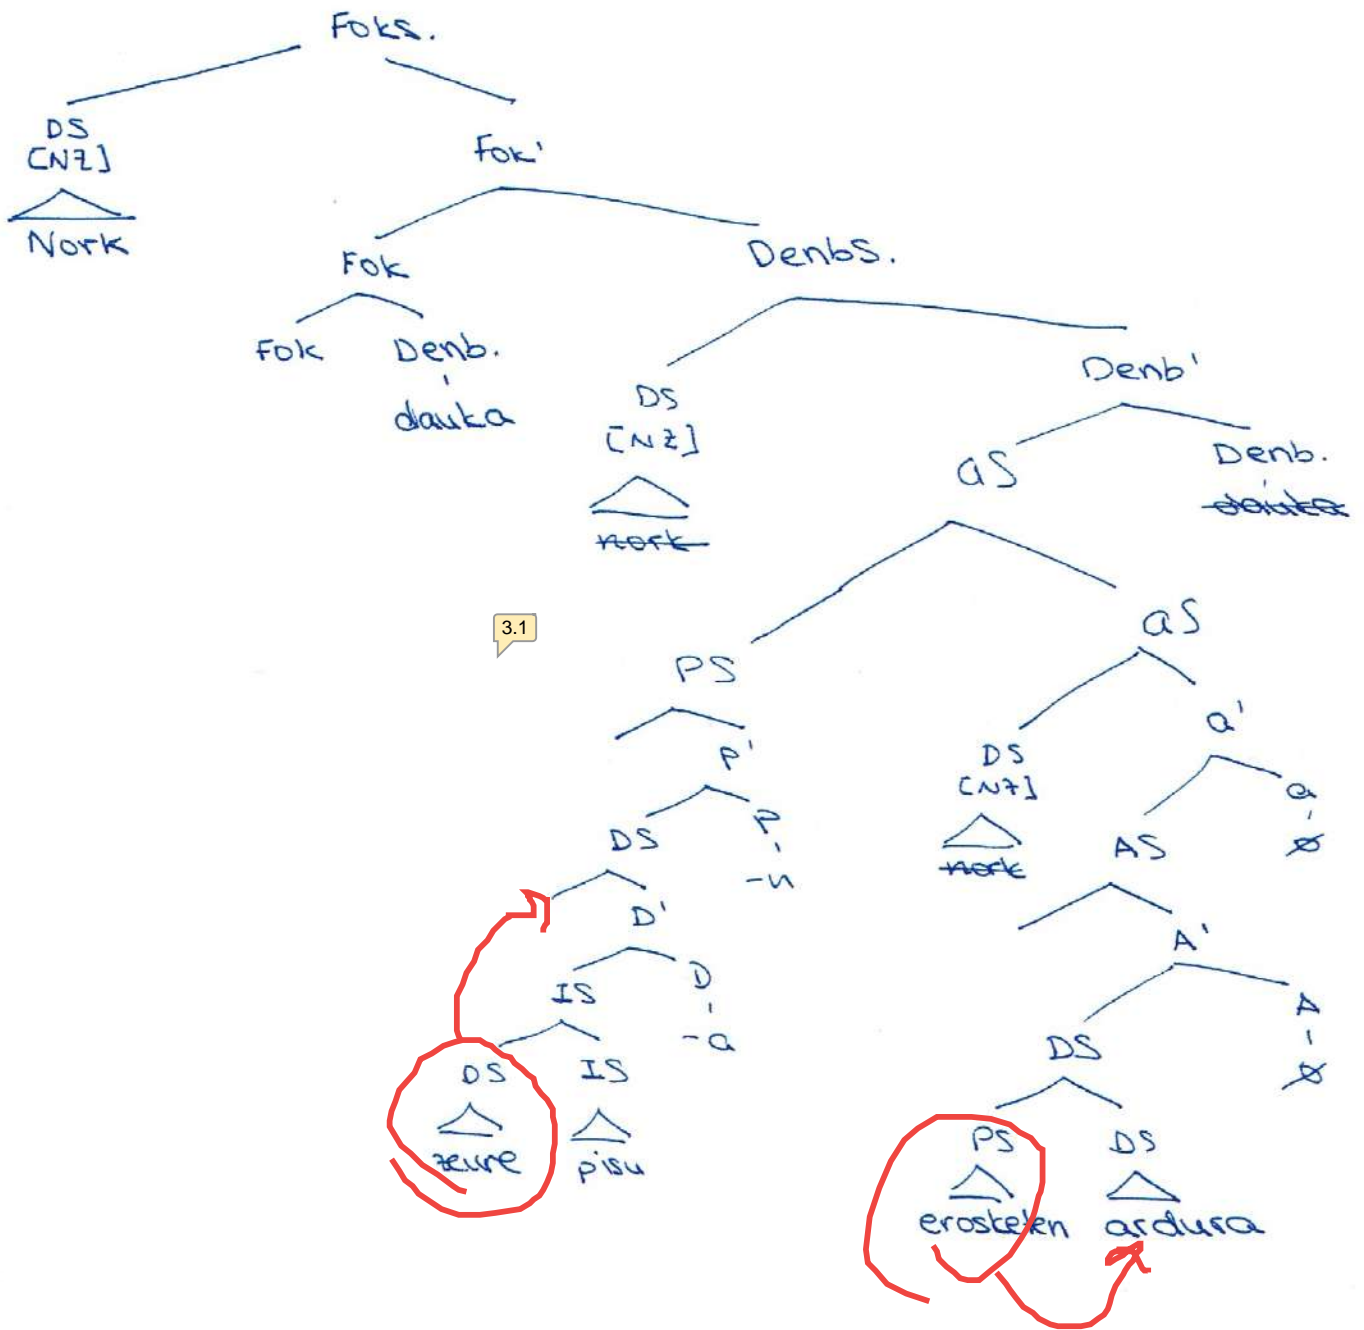 FokS.
DS
[NZ]
Nork
Fok'
Fok
DenbS.
Fok
Denb.
dauka
DS
[NZ]
nork
Denb'
aS
Denb.
dauka
3.1
PS
aS
P'
DS
[NZ]
nork
a'
a
ø
DS
P
-n
AS
D'
A'
IS
D
-a
DS
A
ø
DS
IS
zeure
pisu
PS
DS
erosketen
ardura